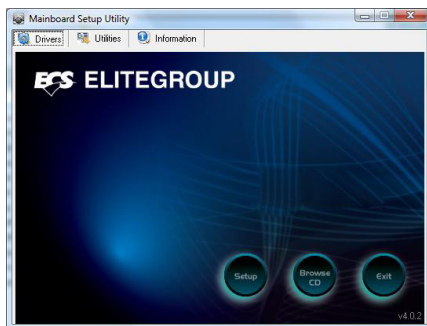 Mainboard Setup Utility
Drivers Utilities Information
ECS ELITEGROUP
Setup
Browse
CD
Exit
v4.0.2